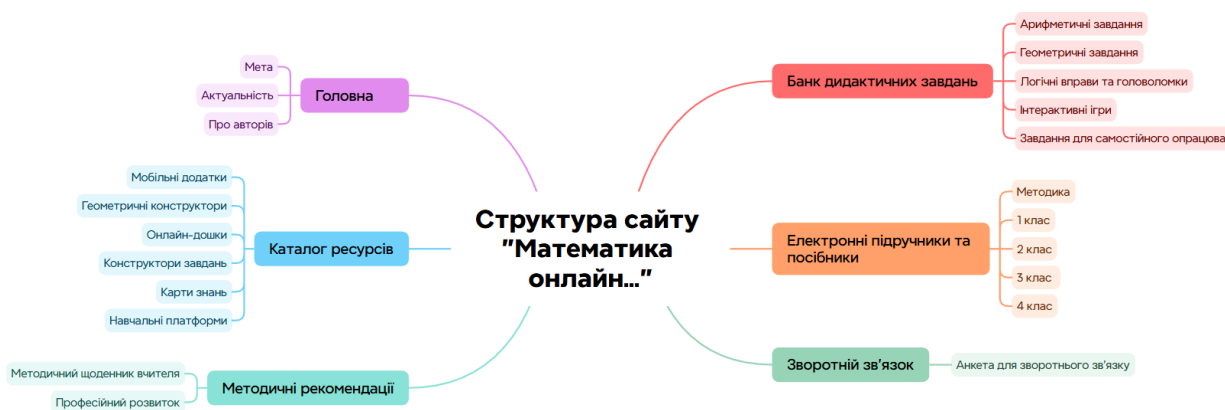 Структура сайту
"Математика
онлайн..."
Головна
Мета
Актуальність
Про авторів
Каталог ресурсів
Мобільні додатки
Геометричні конструктори
Онлайн-дошки
Конструктори завдань
Карти знань
Навчальні платформи
Методичні рекомендації
Методичний щоденник вчителя
Професійний розвиток
Банк дидактичних завдань
Арифметичні завдання
Геометричні завдання
Логічні вправи та головоломки
Інтерактивні ігри
Завдання для самостійного опрацюва
Електронні підручники та
посібники
Методика
1 клас
2 клас
3 клас
4 клас
Зворотній зв'язок
Анкета для зворотнього зв'язку